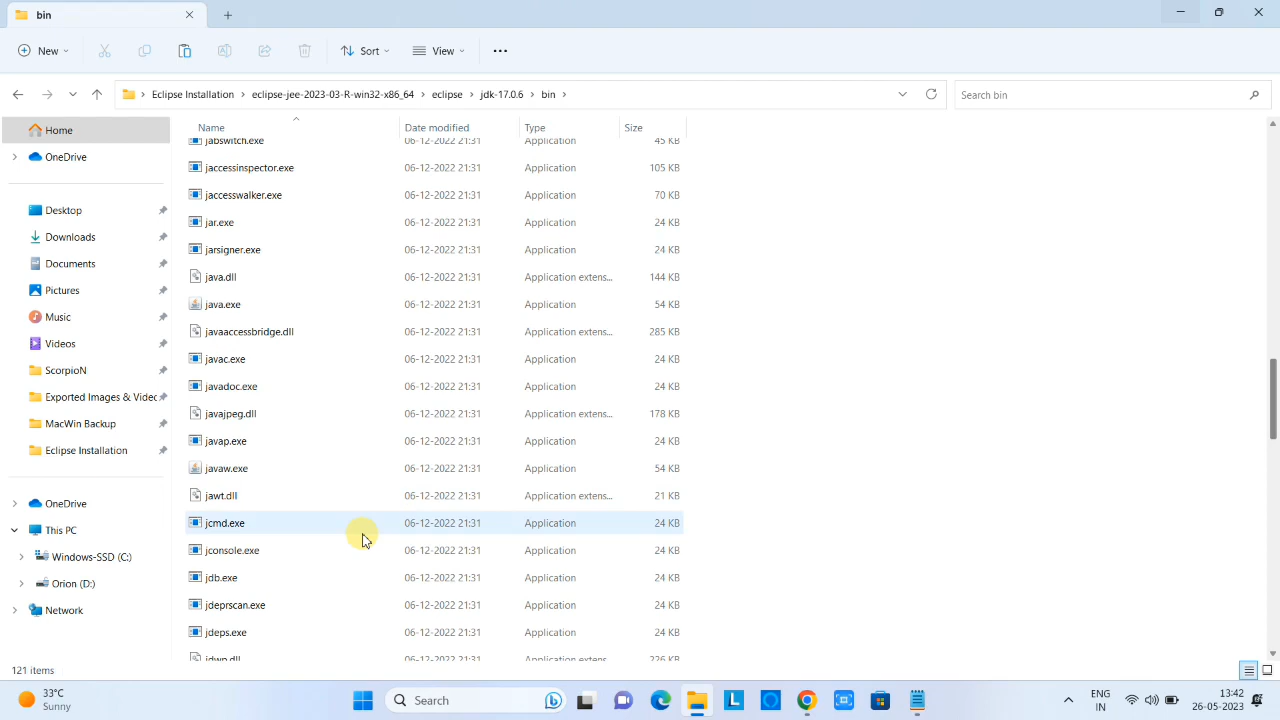 bin
New
Sort
View
Eclipse Installation > eclipse-jee-2023-03-R-win32-x86_64 > eclipse > jdk-17.0.6 > bin >
Search bin
Name Date modified Type Size
Home
OneDrive
Desktop
Downloads
Documents
Pictures
Music
Videos
ScorpioN
Exported Images & Videc
MacWin Backup
Eclipse Installation
OneDrive
This PC
Windows-SSD (C:)
Orion (D:)
Network
jabswitch.exe 06-12-2022 21:31 Application 45 KB
jaccessinspector.exe 06-12-2022 21:31 Application 105 KB
jaccesswalker.exe 06-12-2022 21:31 Application 70 KB
jar.exe 06-12-2022 21:31 Application 24 KB
jarsigner.exe 06-12-2022 21:31 Application 24 KB
java.dll 06-12-2022 21:31 Application extens... 144 KB
java.exe 06-12-2022 21:31 Application 54 KB
javaaccessbridge.dll 06-12-2022 21:31 Application extens... 285 KB
javac.exe 06-12-2022 21:31 Application 24 KB
javadoc.exe 06-12-2022 21:31 Application 24 KB
javajpeg.dll 06-12-2022 21:31 Application extens... 178 KB
javap.exe 06-12-2022 21:31 Application 24 KB
javaw.exe 06-12-2022 21:31 Application 54 KB
jawt.dll 06-12-2022 21:31 Application extens... 21 KB
jcmd.exe 06-12-2022 21:31 Application 24 KB
jconsole.exe 06-12-2022 21:31 Application 24 KB
jdb.exe 06-12-2022 21:31 Application 24 KB
jdeprscan.exe 06-12-2022 21:31 Application 24 KB
jdeps.exe 06-12-2022 21:31 Application 24 KB
jdwp.dll 06-12-2022 21:31 Application extens... 226 KB
121 items
33°C
Sunny
Search
ENG
IN
13:42
26-05-2023